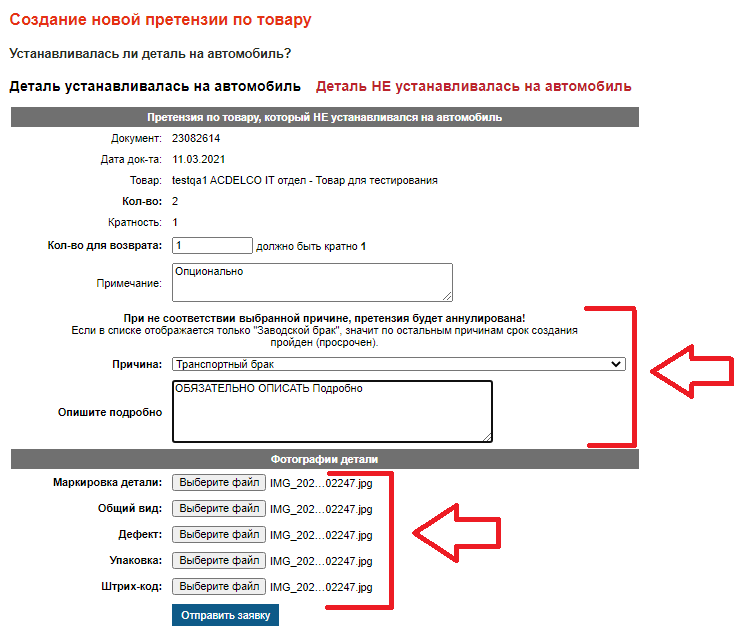 Создание новой претензии по товару
Устанавливалась ли деталь на автомобиль?
Деталь устанавливалась на автомобиль Деталь НЕ устанавливалась на автомобиль
Претензия по товару, который НЕ устанавливался на автомобиль
Документ: 23082614
Дата док-та: 11.03.2021
Товар: testqa1 ACDELCO IT отдел - Товар для тестирования
Кол-во: 2
Кратность: 1
Кол-во для возврата: 1 должно быть кратно 1
Примечание: Опционально
При не соответствии выбранной причине, претензия будет аннулирована!
Если в списке отображается только "Заводской брак", значит по остальным причинам срок создания
пройден (просрочен).
Причина: Транспортный брак
Опишите подробно ОБЯЗАТЕЛЬНО ОПИСАТЬ Подробно
Фотографии детали
Маркировка детали: Выберите файл IMG_202...02247.jpg
Общий вид: Выберите файл IMG_202...02247.jpg
Дефект: Выберите файл IMG_202...02247.jpg
Упаковка: Выберите файл IMG_202...02247.jpg
Штрих-код: Выберите файл IMG_202...02247.jpg
Отправить заявку